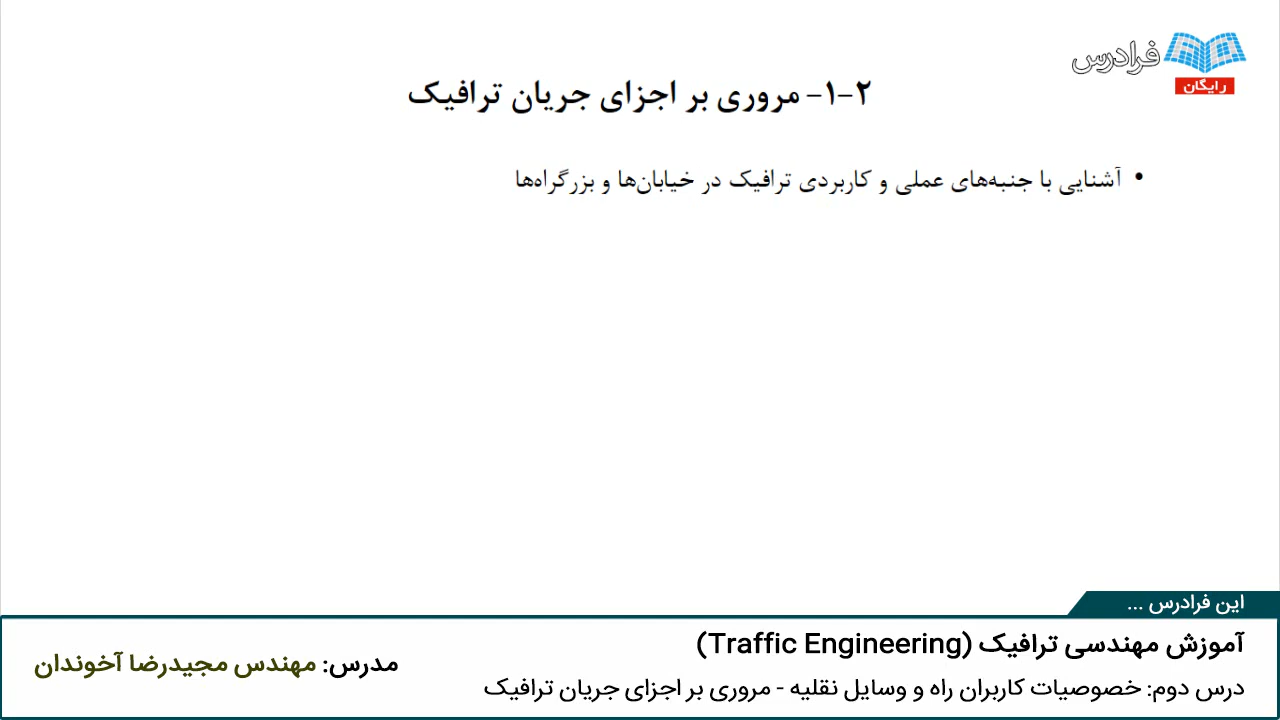 فرادرس
رایگان
۲-۱- مروری بر اجزای جریان ترافیک
• آشنایی با جنبه‌های عملی و کاربردی ترافیک در خیابان‌ها و بزرگراه‌ها
این فرادرس ...
آموزش مهندسی ترافیک (Traffic Engineering)
درس دوم: خصوصیات کاربران راه و وسایل نقلیه - مروری بر اجزای جریان ترافیک
مدرس: مهندس مجیدرضا آخوندان